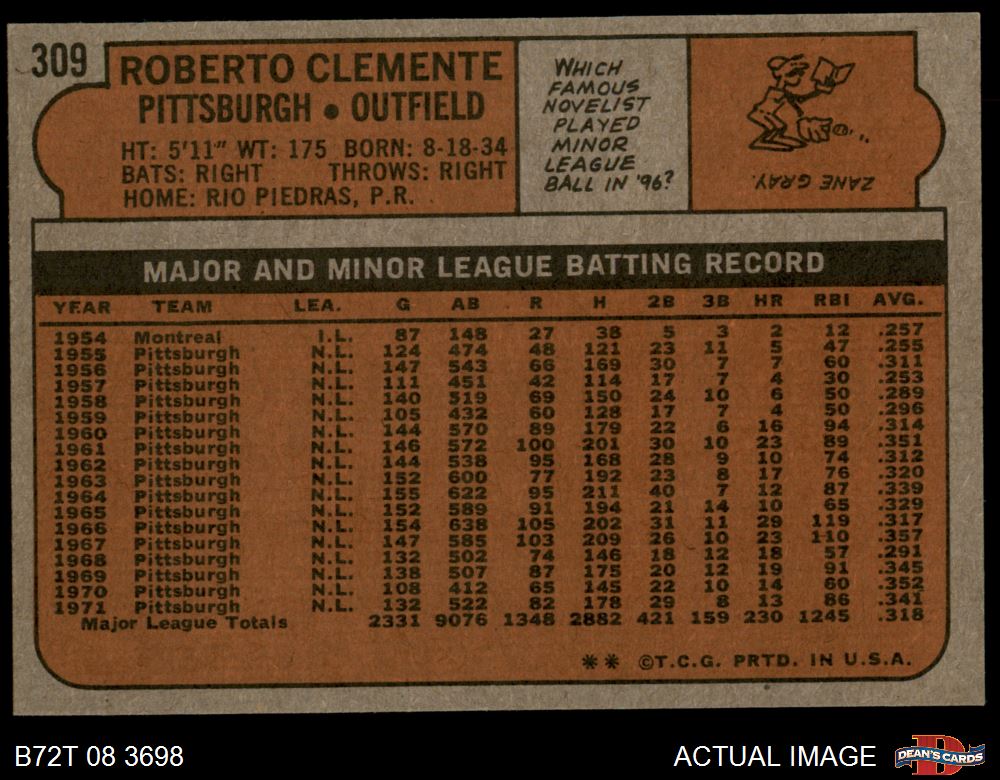 309
ROBERTO CLEMENTE
PITTSBURGH • OUTFIELD
HT: 5'11" WT: 175 BORN: 8-18-34
BATS: RIGHT THROWS: RIGHT
HOME: RIO PIEDRAS, P.R.
WHICH
FAMOUS
NOVELIST
PLAYED
MINOR
LEAGUE
BALL IN '96?
ZANE GRAY.
MAJOR AND MINOR LEAGUE BATTING RECORD
YEAR TEAM LEA. G AB R H 2B 3B HR RBI AVG.
1954 Montreal I.L. 87 148 27 38 5 3 2 12 .257
1955 Pittsburgh N.L. 124 474 48 121 23 11 5 47 .255
1956 Pittsburgh N.L. 147 543 66 169 30 7 7 60 .311
1957 Pittsburgh N.L. 111 451 42 114 17 7 4 30 .253
1958 Pittsburgh N.L. 140 519 69 150 24 10 6 50 .289
1959 Pittsburgh N.L. 105 432 60 128 17 7 4 50 .296
1960 Pittsburgh N.L. 144 570 89 179 22 6 16 94 .314
1961 Pittsburgh N.L. 146 572 100 201 30 10 23 89 .351
1962 Pittsburgh N.L. 144 538 95 168 28 9 10 74 .312
1963 Pittsburgh N.L. 152 600 77 192 23 8 17 76 .320
1964 Pittsburgh N.L. 155 622 95 211 40 7 12 87 .339
1965 Pittsburgh N.L. 152 589 91 194 21 14 10 65 .329
1966 Pittsburgh N.L. 154 638 105 202 31 11 29 119 .317
1967 Pittsburgh N.L. 147 585 103 209 26 10 23 110 .357
1968 Pittsburgh N.L. 132 502 74 146 18 12 18 57 .291
1969 Pittsburgh N.L. 138 507 87 175 20 12 19 91 .345
1970 Pittsburgh N.L. 108 412 65 145 22 10 14 60 .352
1971 Pittsburgh N.L. 132 522 82 178 29 8 13 86 .341
Major League Totals 2331 9076 1348 2882 421 159 230 1245 .318
** ©T.C.G. PRTD. IN U.S.A.
B72T 08 3698
ACTUAL IMAGE
D
DEAN'S CARDS